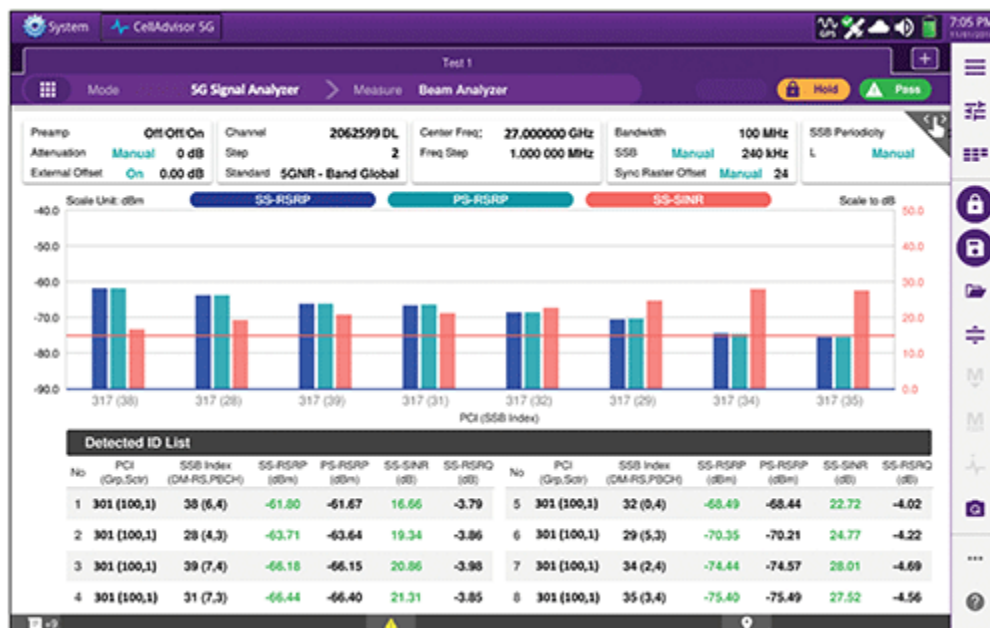 System CellAdvisor 5G GPS 7:05 PM
Test 1 +
Mode 5G Signal Analyzer Measure Beam Analyzer Hold Pass
Preamp Off Off On Channel 2062599 DL Center Freq: 27.000000 GHz Bandwidth 100 MHz SSB Periodicity
Attenuation Manual 0 dB Step 2 Freq Step 1.000 000 MHz SSB Manual 240 kHz L Manual
External Offset On 0.00 dB Standard 5GNR - Band Global Sync Raster Offset Manual 24
Scale Unit: dBm SS-RSRP PS-RSRP SS-SINR Scale to dB
-40.0 50.0
-50.0 40.0
-60.0 30.0
-70.0 20.0
-80.0 10.0
-90.0 0.0
317 (38) 317 (28) 317 (39) 317 (31) 317 (32) 317 (29) 317 (34) 317 (35)
PCI (SSB Index)
Detected ID List
No PCI (Grp,Sctr) SSB Index (DM-RS,PBCH) SS-RSRP (dBm) PS-RSRP (dBm) SS-SINR (dB) SS-RSRQ (dB) No PCI (Grp,Sctr) SSB Index (DM-RS,PBCH) SS-RSRP (dBm) PS-RSRP (dBm) SS-SINR (dB) SS-RSRQ (dB)
1 301 (100,1) 38 (6,4) -61.80 -61.67 16.66 -3.79 5 301 (100,1) 32 (0,4) -68.49 -68.44 22.72 -4.02
2 301 (100,1) 28 (4,3) -63.71 -63.64 19.34 -3.86 6 301 (100,1) 29 (5,3) -70.35 -70.21 24.77 -4.22
3 301 (100,1) 39 (7,4) -66.18 -66.15 20.86 -3.98 7 301 (100,1) 34 (2,4) -74.44 -74.57 28.01 -4.69
4 301 (100,1) 31 (7,3) -66.44 -66.40 21.31 -3.85 8 301 (100,1) 35 (3,4) -75.40 -75.49 27.52 -4.56
+9